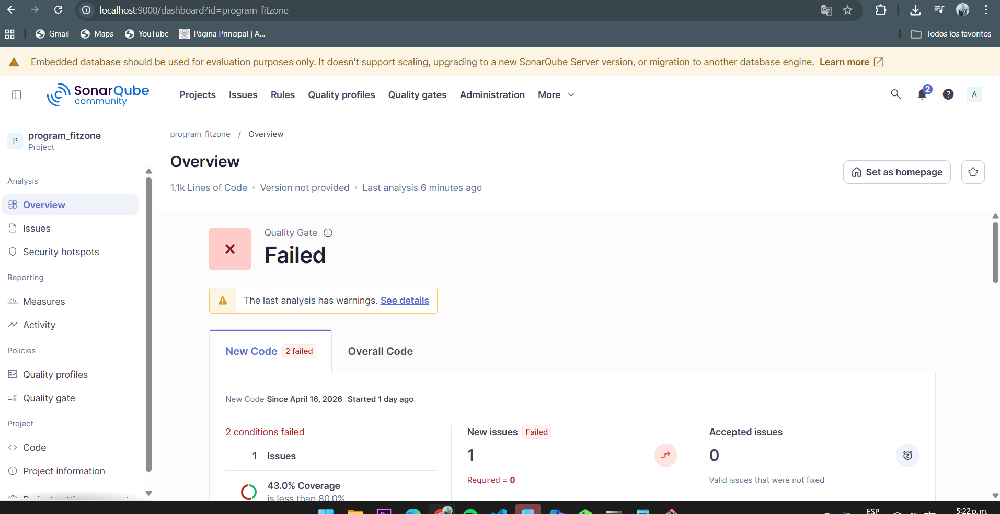 localhost:9000/dashboard?id=program_fitzone
Gmail
Maps
YouTube
Página Principal | A...
Todos los favoritos
Embedded database should be used for evaluation purposes only. It doesn't support scaling, upgrading to a new SonarQube Server version, or migration to another database engine. Learn more
SonarQube
community
Projects
Issues
Rules
Quality profiles
Quality gates
Administration
More
2
A
P
program_fitzone
Project
Analysis
Overview
Issues
Security hotspots
Reporting
Measures
Activity
Policies
Quality profiles
Quality gate
Project
Code
Project information
Project settings
program_fitzone / Overview
Overview
1.1k Lines of Code • Version not provided • Last analysis 6 minutes ago
Set as homepage
Quality Gate
Failed
The last analysis has warnings. See details
New Code 2 failed
Overall Code
New Code Since April 16, 2026 Started 1 day ago
2 conditions failed
1 Issues
43.0% Coverage
is less than 80.0%
New issues Failed
1
Required = 0
Accepted issues
0
Valid issues that were not fixed
ESP
5:22 p. m.